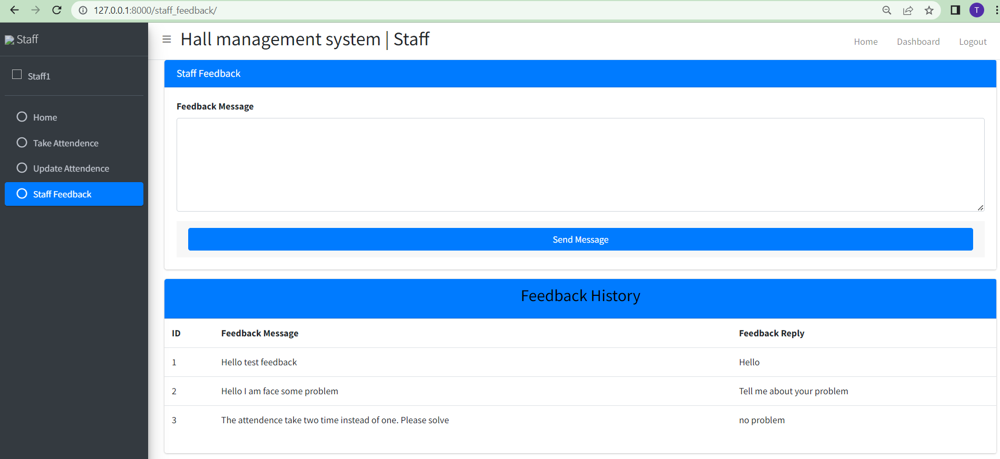 127.0.0.1:8000/staff_feedback/
T
Staff
Hall management system | Staff
Home Dashboard Logout
Staff1
Home
Take Attendence
Update Attendence
Staff Feedback
Staff Feedback
Feedback Message
Send Message
Feedback History
ID Feedback Message Feedback Reply
1 Hello test feedback Hello
2 Hello I am face some problem Tell me about your problem
3 The attendence take two time instead of one. Please solve no problem